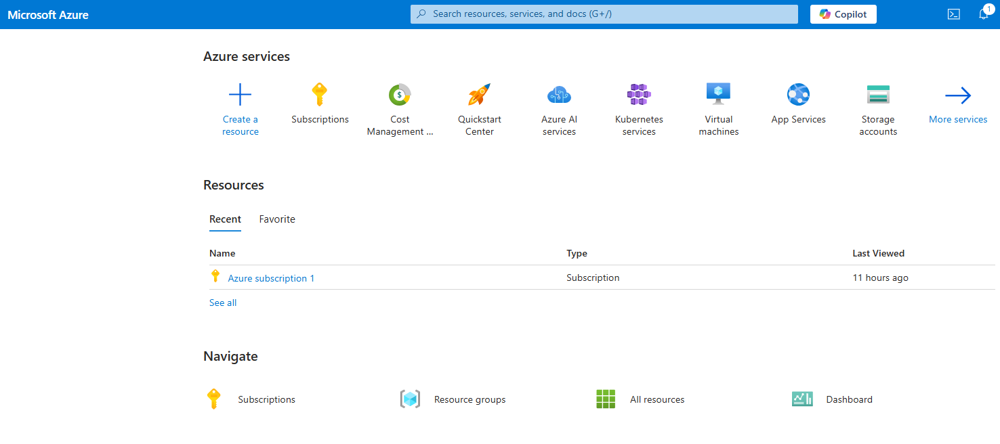 Microsoft Azure
Search resources, services, and docs (G+/)
Copilot
1
Azure services
Create a
resource
Subscriptions
Cost
Management ...
Quickstart
Center
Azure AI
services
Kubernetes
services
Virtual
machines
App Services
Storage
accounts
More services
Resources
Recent Favorite
Name Type Last Viewed
Azure subscription 1 Subscription 11 hours ago
See all
Navigate
Subscriptions Resource groups All resources Dashboard